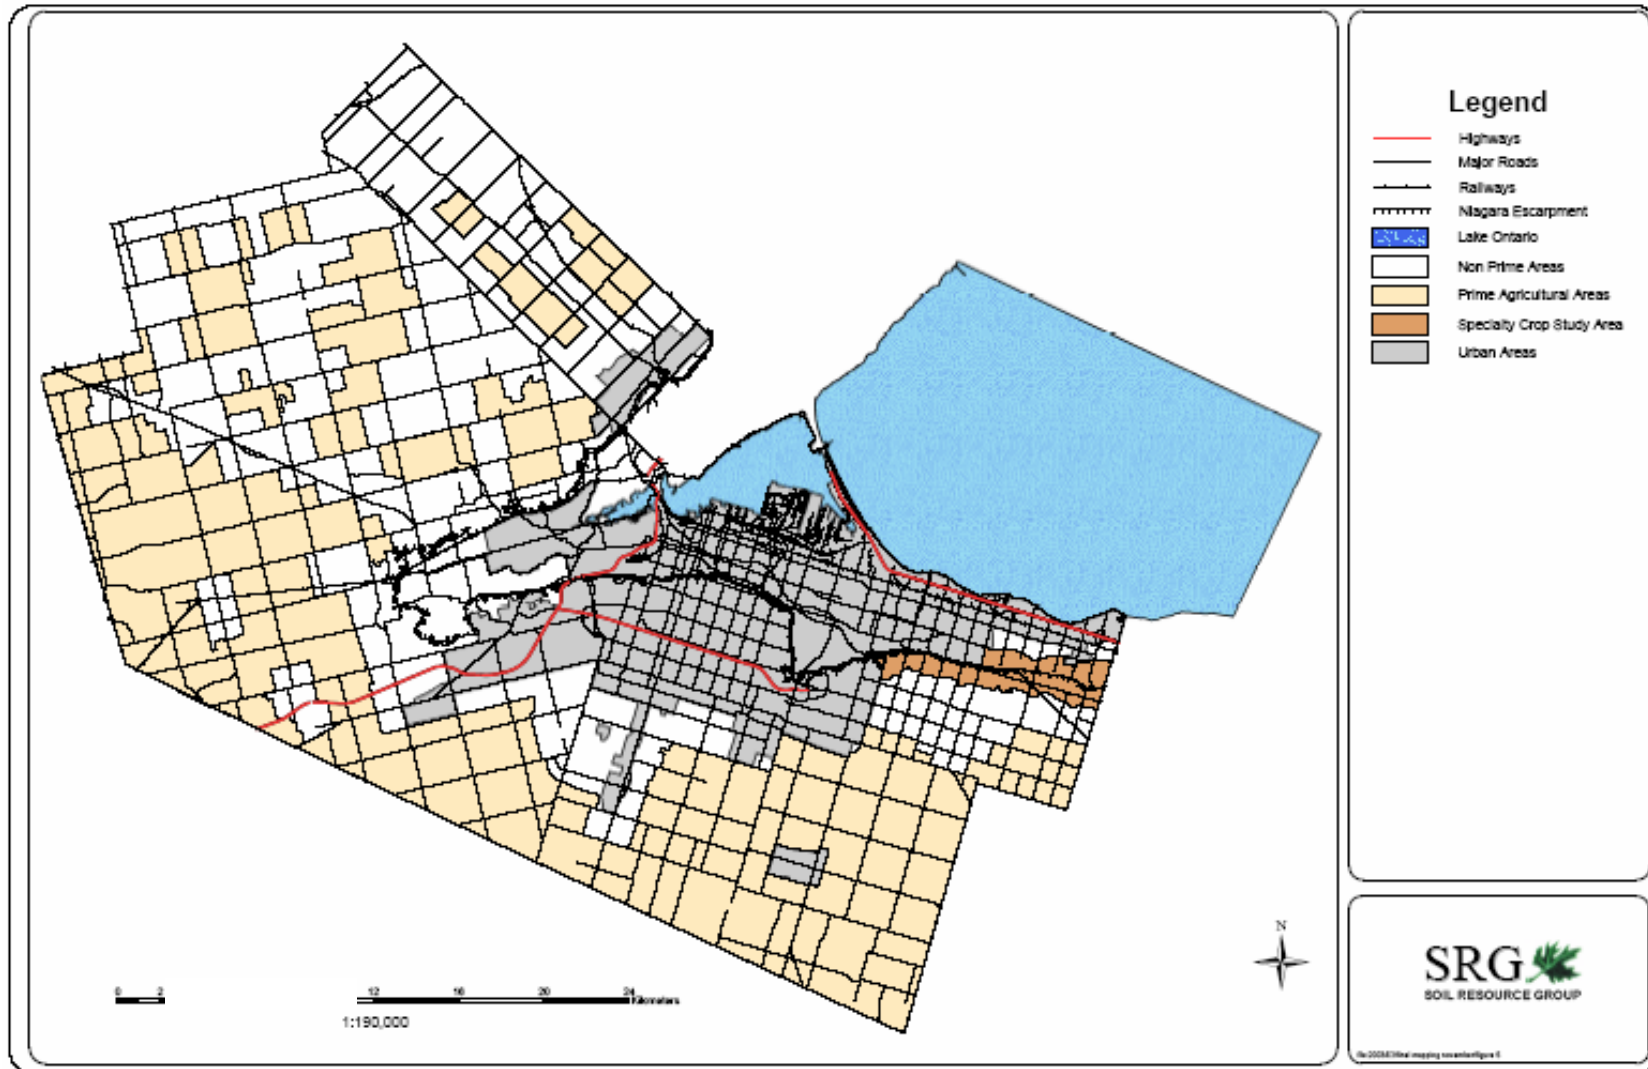 Legend
Highways
Major Roads
Railways
Niagara Escarpment
Lake Ontario
Non Prime Areas
Prime Agricultural Areas
Specialty Crop Study Area
Urban Areas
N
0 2 12 16 20 24
Kilometers
1:190,000
SRG
SOIL RESOURCE GROUP